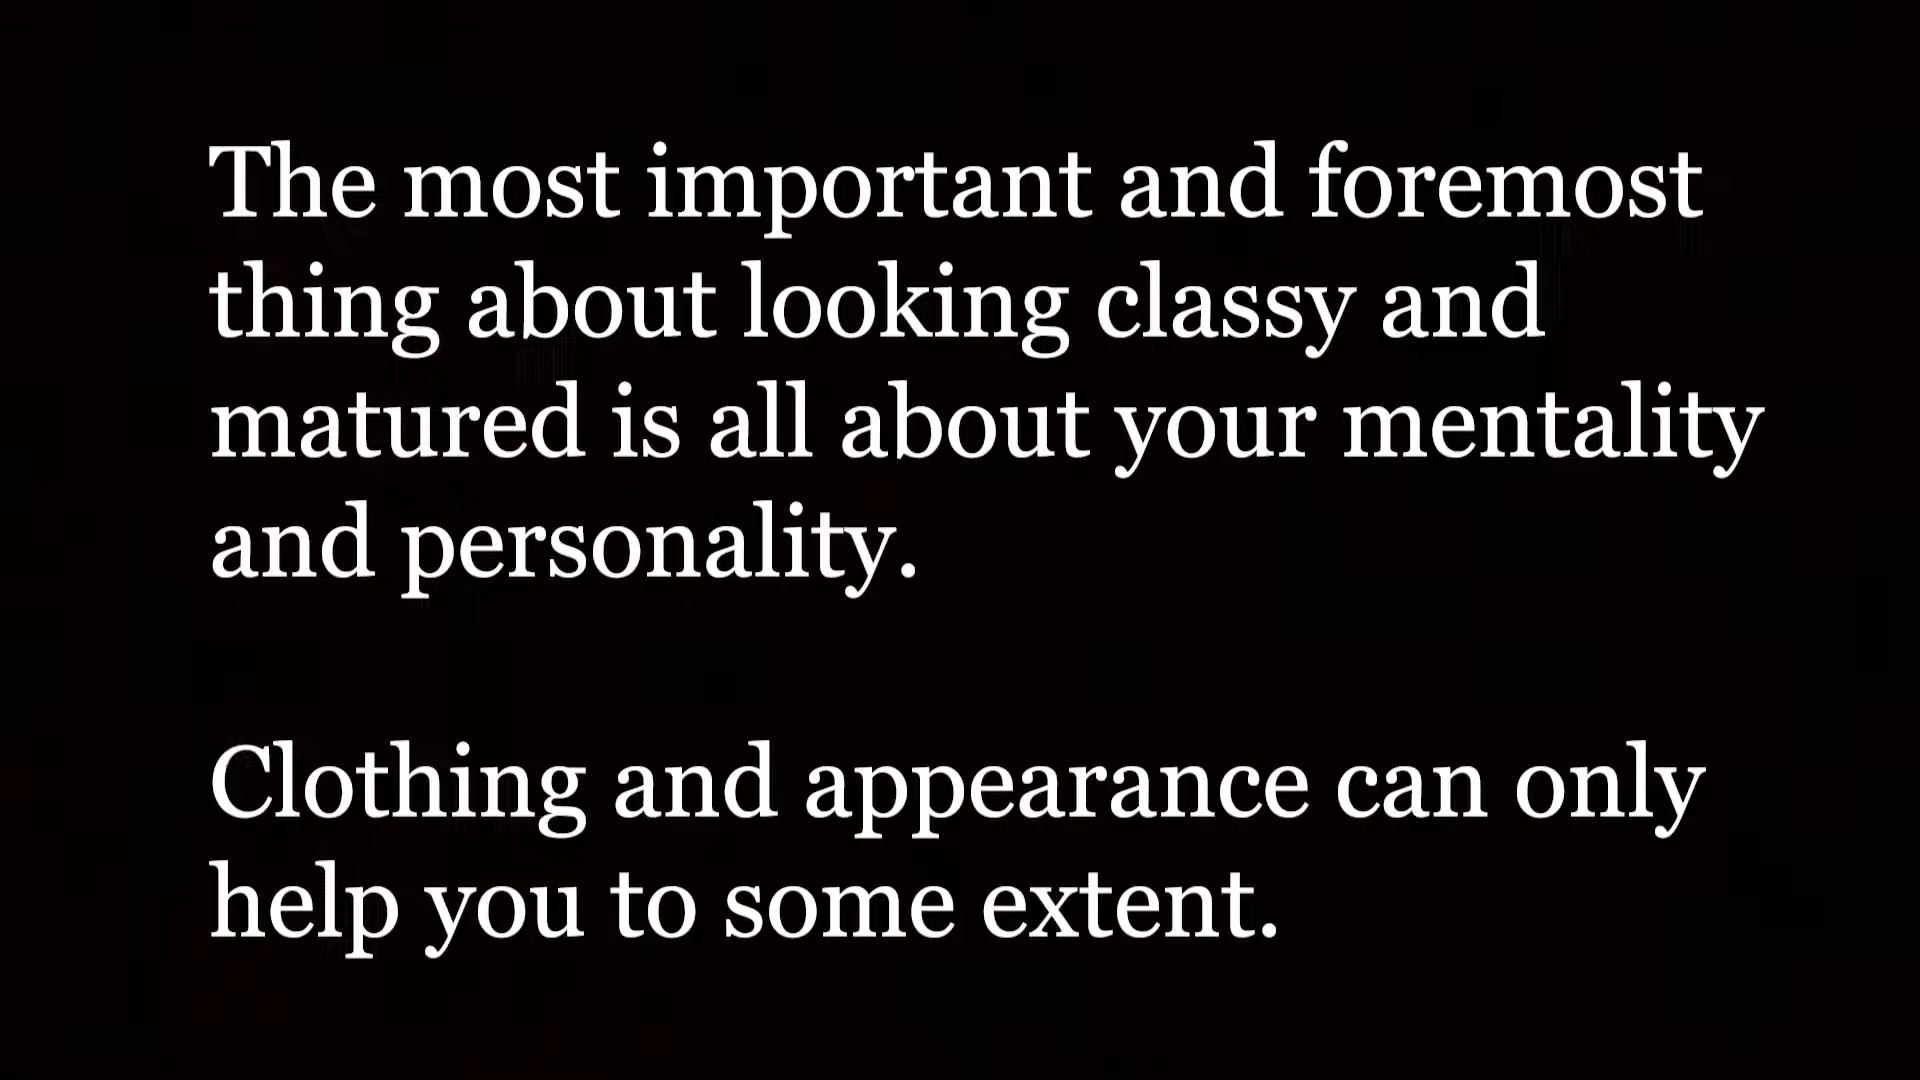 The most important and foremost
thing about looking classy and
matured is all about your mentality
and personality.
Clothing and appearance can only
help you to some extent.